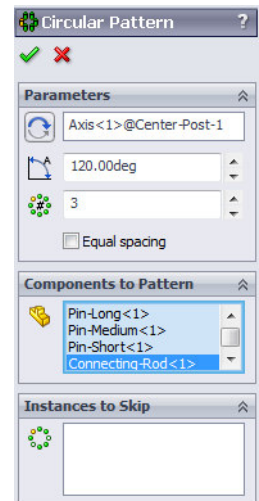 Circular Pattern ?
Parameters
Axis<1>@Center-Post-1
120.00deg
3
Equal spacing
Components to Pattern
Pin-Long<1>
Pin-Medium<1>
Pin-Short<1>
Connecting-Rod<1>
Instances to Skip